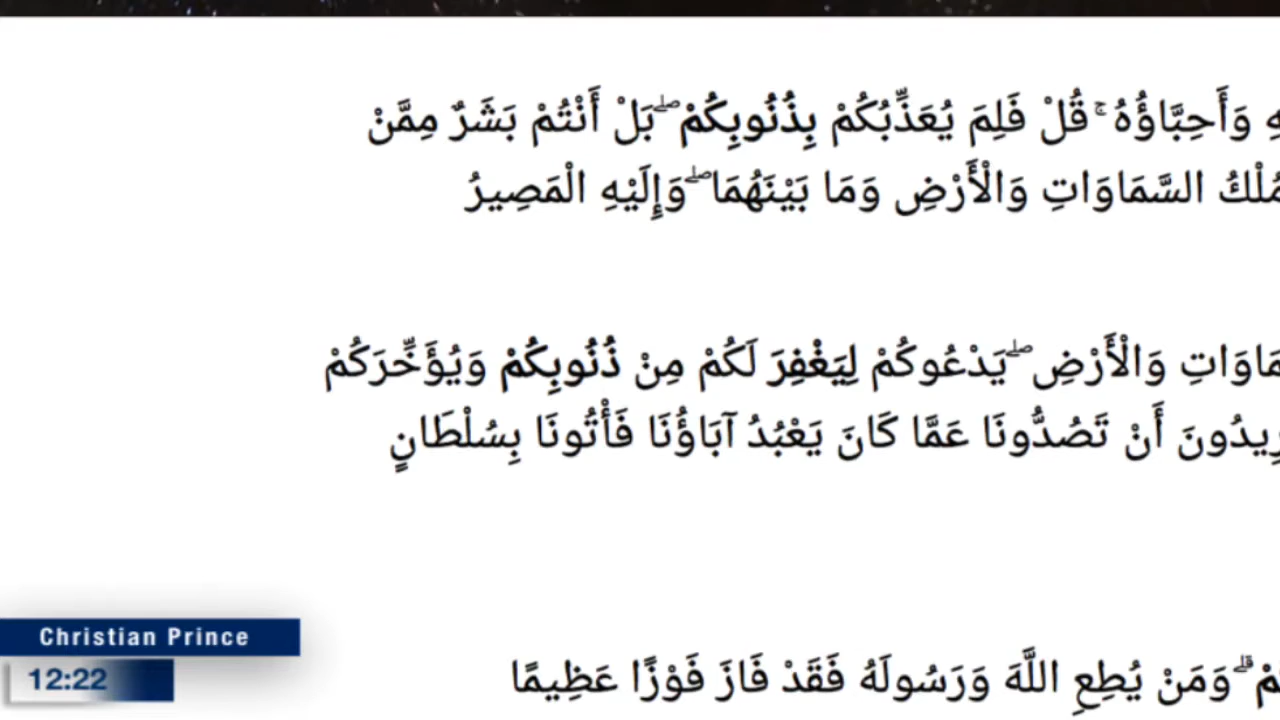 وَأَحِبَّاؤُهُ ۚ قُلْ فَلِمَ يُعَذِّبُكُمْ بِذُنُوبِكُمْ ۖ بَلْ أَنْتُمْ بَشَرٌ مِمَّنْ
السَّمَاوَاتِ وَالْأَرْضِ وَمَا بَيْنَهُمَا ۖ وَإِلَيْهِ الْمَصِيرُ
وَالْأَرْضِ ۖ يَدْعُوكُمْ لِيَغْفِرَ لَكُمْ مِنْ ذُنُوبِكُمْ وَيُؤَخِّرَكُمْ
أَنْ تَصُدُّونَا عَمَّا كَانَ يَعْبُدُ آبَاؤُنَا فَأْتُونَا بِسُلْطَانٍ
ۗ وَمَنْ يُطِعِ اللَّهَ وَرَسُولَهُ فَقَدْ فَازَ فَوْزًا عَظِيمًا
Christian Prince
12:22